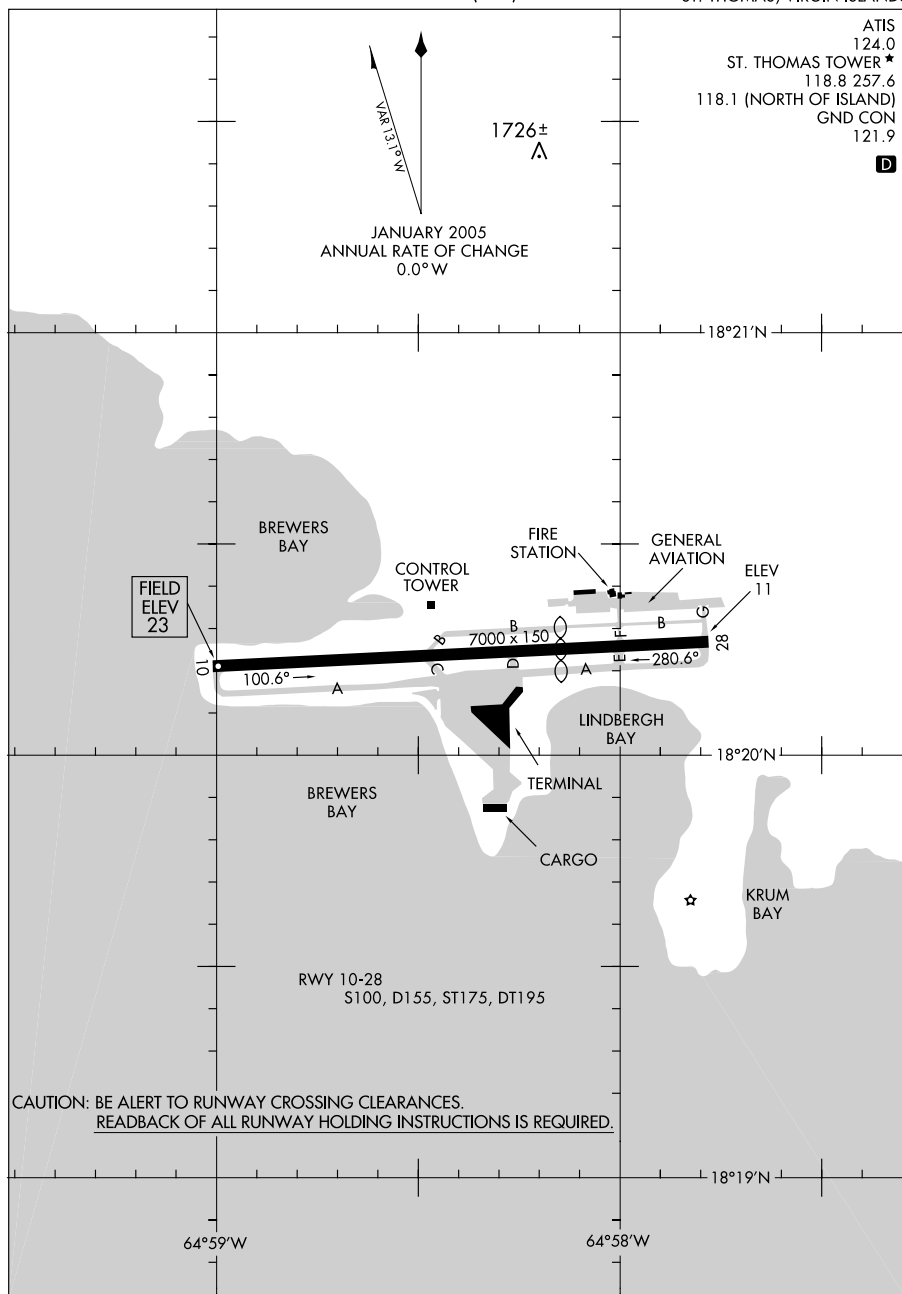 ATIS
124.0
ST. THOMAS TOWER ★
118.8 257.6
118.1 (NORTH OF ISLAND)
GND CON
121.9
D
VAR 13.1° W
1726±
JANUARY 2005
ANNUAL RATE OF CHANGE
0.0° W
18°21'N
BREWERS
BAY
FIRE
STATION
GENERAL
AVIATION
CONTROL
TOWER
ELEV
11
FIELD
ELEV
23
G
B
B
B
7000 x 150
F
28
10
C
D
E
A
280.6°
100.6°
A
L
LINDBERGH
BAY
18°20'N
TERMINAL
BREWERS
BAY
CARGO
KRUM
BAY
RWY 10-28
S100, D155, ST175, DT195
CAUTION: BE ALERT TO RUNWAY CROSSING CLEARANCES.
READBACK OF ALL RUNWAY HOLDING INSTRUCTIONS IS REQUIRED.
18°19'N
64°59'W
64°58'W